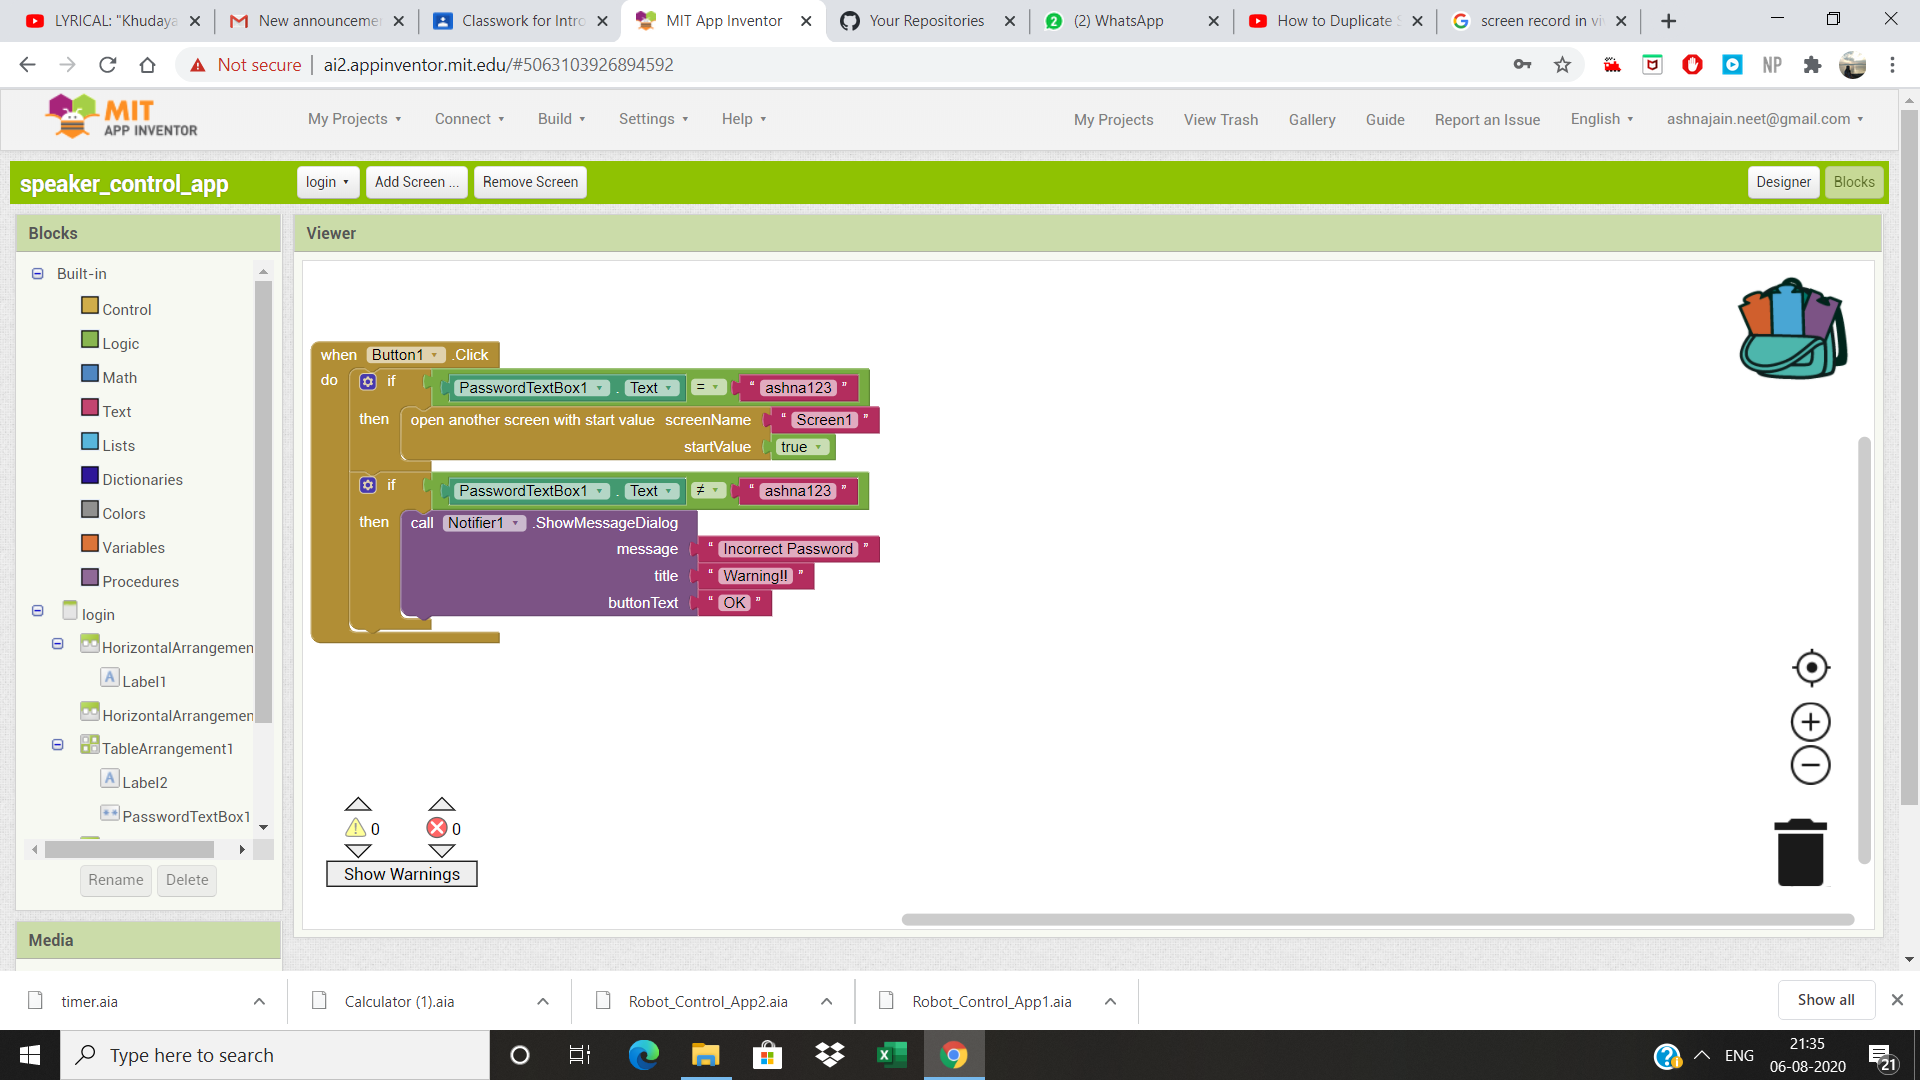 LYRICAL: "Khudaya
New announceme
Classwork for Intro
MIT App Inventor
Your Repositories
(2) WhatsApp
How to Duplicate S
screen record in vi
Not secure
ai2.appinventor.mit.edu/#5063103926894592
NP
MIT
APP INVENTOR
My Projects
Connect
Build
Settings
Help
My Projects
View Trash
Gallery
Guide
Report an Issue
English
ashnajain.neet@gmail.com
speaker_control_app
login
Add Screen ...
Remove Screen
Designer
Blocks
Blocks
Built-in
Control
Logic
Math
Text
Lists
Dictionaries
Colors
Variables
Procedures
login
HorizontalArrangemen
Label1
HorizontalArrangemen
TableArrangement1
Label2
PasswordTextBox1
Rename
Delete
Media
Viewer
when Button1 .Click
do if PasswordTextBox1 . Text = " ashna123 "
then open another screen with start value screenName " Screen1 "
startValue true
if PasswordTextBox1 . Text ≠ " ashna123 "
then call Notifier1 .ShowMessageDialog
message " Incorrect Password "
title " Warning!! "
buttonText " OK "
0 0
Show Warnings
timer.aia
Calculator (1).aia
Robot_Control_App2.aia
Robot_Control_App1.aia
Show all
Type here to search
ENG
21:35
06-08-2020
21